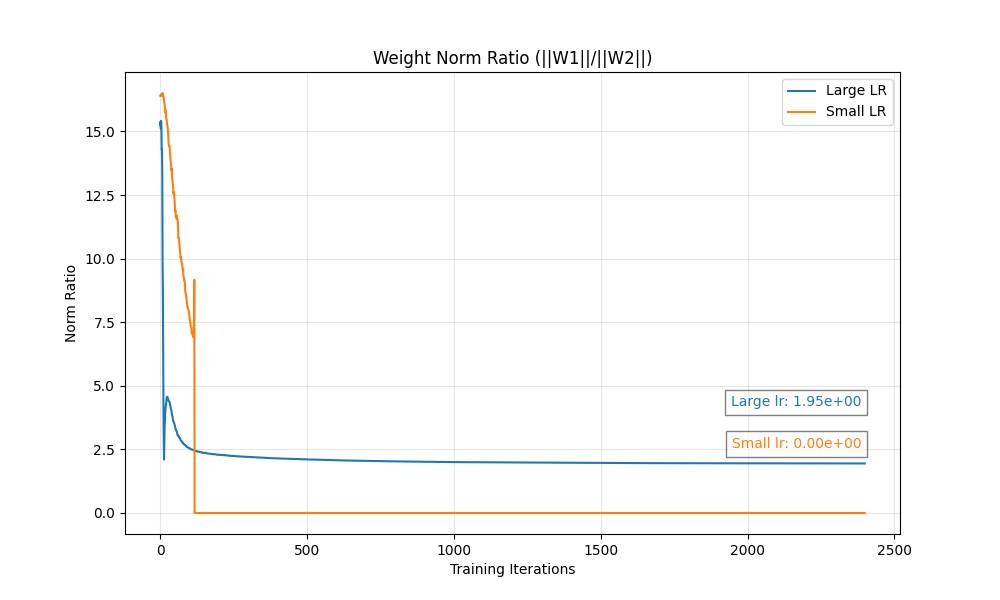 Weight Norm Ratio (||W1||/||W2||)
Large LR
Small LR
15.0
12.5
10.0
7.5
5.0
2.5
0.0
Norm Ratio
Large lr: 1.95e+00
Small lr: 0.00e+00
0 500 1000 1500 2000 2500
Training Iterations